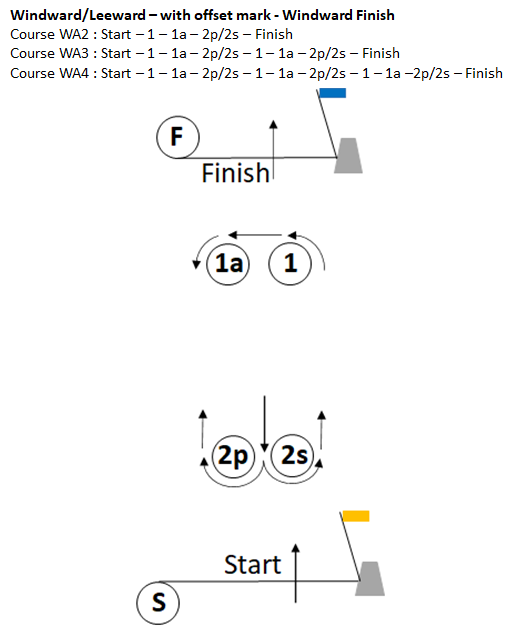 Windward/Leeward – with offset mark - Windward Finish
Course WA2 : Start – 1 – 1a – 2p/2s – Finish
Course WA3 : Start – 1 – 1a – 2p/2s – 1 – 1a – 2p/2s – Finish
Course WA4 : Start – 1 – 1a – 2p/2s – 1 – 1a – 2p/2s – 1 – 1a –2p/2s – Finish
F
Finish
1a 1
2p 2s
Start
S